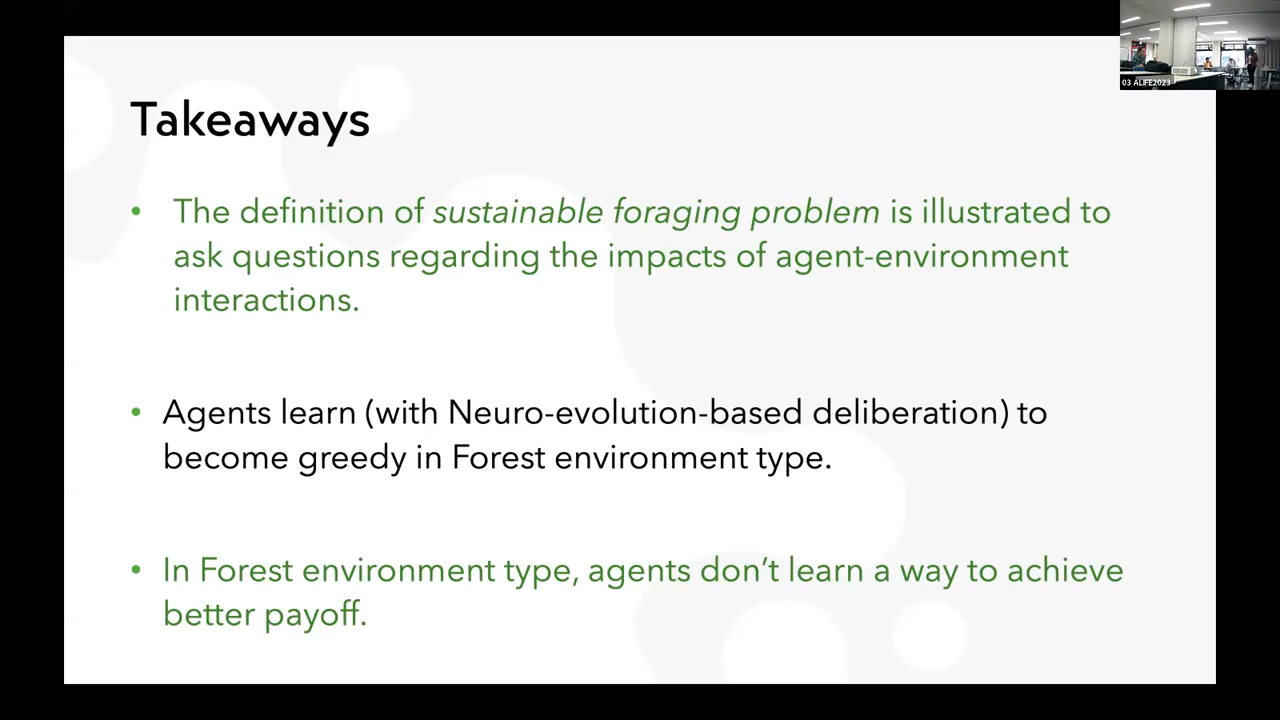 03 ALIFE2023
Takeaways
• The definition of sustainable foraging problem is illustrated to
ask questions regarding the impacts of agent-environment
interactions.
• Agents learn (with Neuro-evolution-based deliberation) to
become greedy in Forest environment type.
• In Forest environment type, agents don’t learn a way to achieve
better payoff.